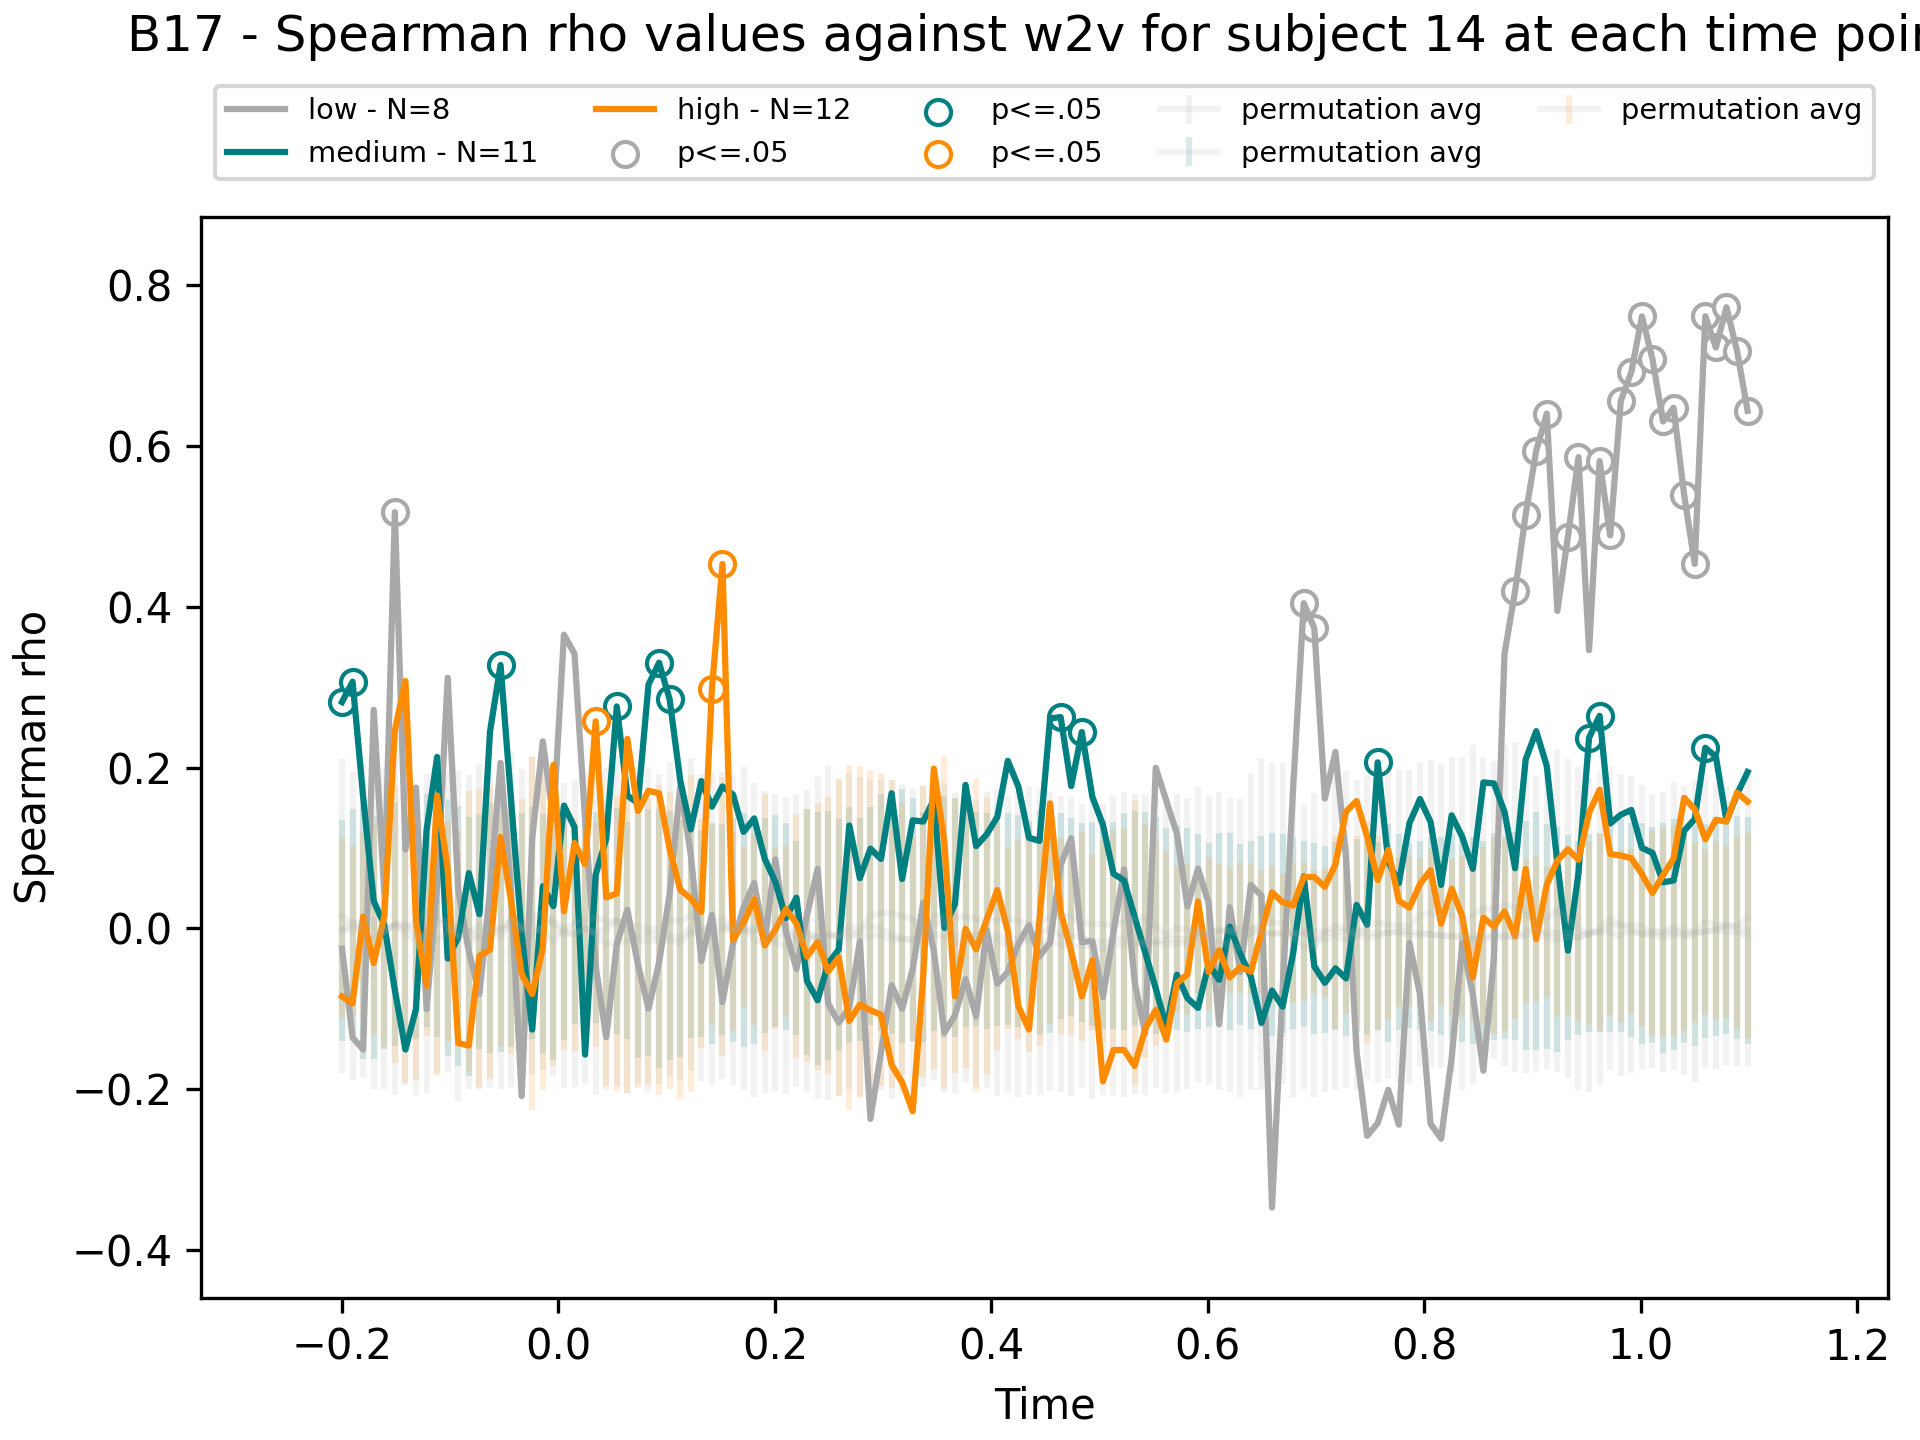 B17 - Spearman rho values against w2v for subject 14 at each time poi
low - N=8
medium - N=11
high - N=12
p<=.05
p<=.05
p<=.05
permutation avg
permutation avg
permutation avg
Spearman rho
0.8
0.6
0.4
0.2
0.0
−0.2
−0.4
−0.2
0.0
0.2
0.4
0.6
0.8
1.0
1.2
Time